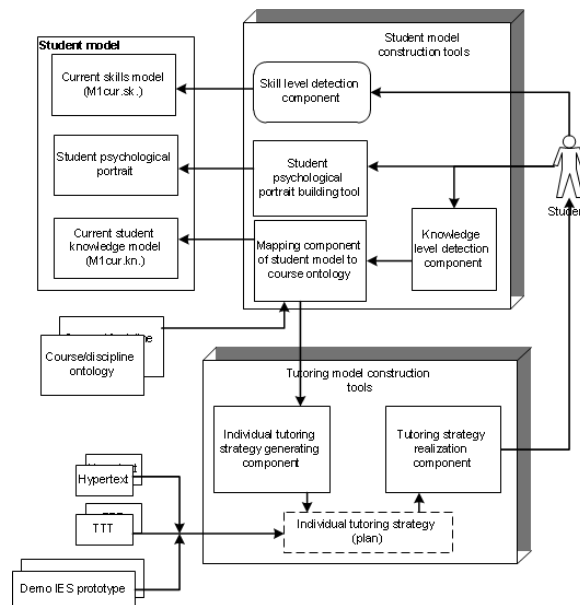 Student model
Student model
construction tools
Current skills model
(M1cur.sk.)
Skill level detection
component
Student psychological
portrait
Student
psychological
portrait building tool
Student
Current student
knowledge model
(M1cur.kn.)
Mapping component
of student model to
course ontology
Knowledge
level detection
component
Course/discipline
ontology
Tutoring model construction
tools
Individual tutoring
strategy generating
component
Tutoring strategy
realization
component
Hypertext
TTT
Individual tutoring strategy
(plan)
Demo IES prototype